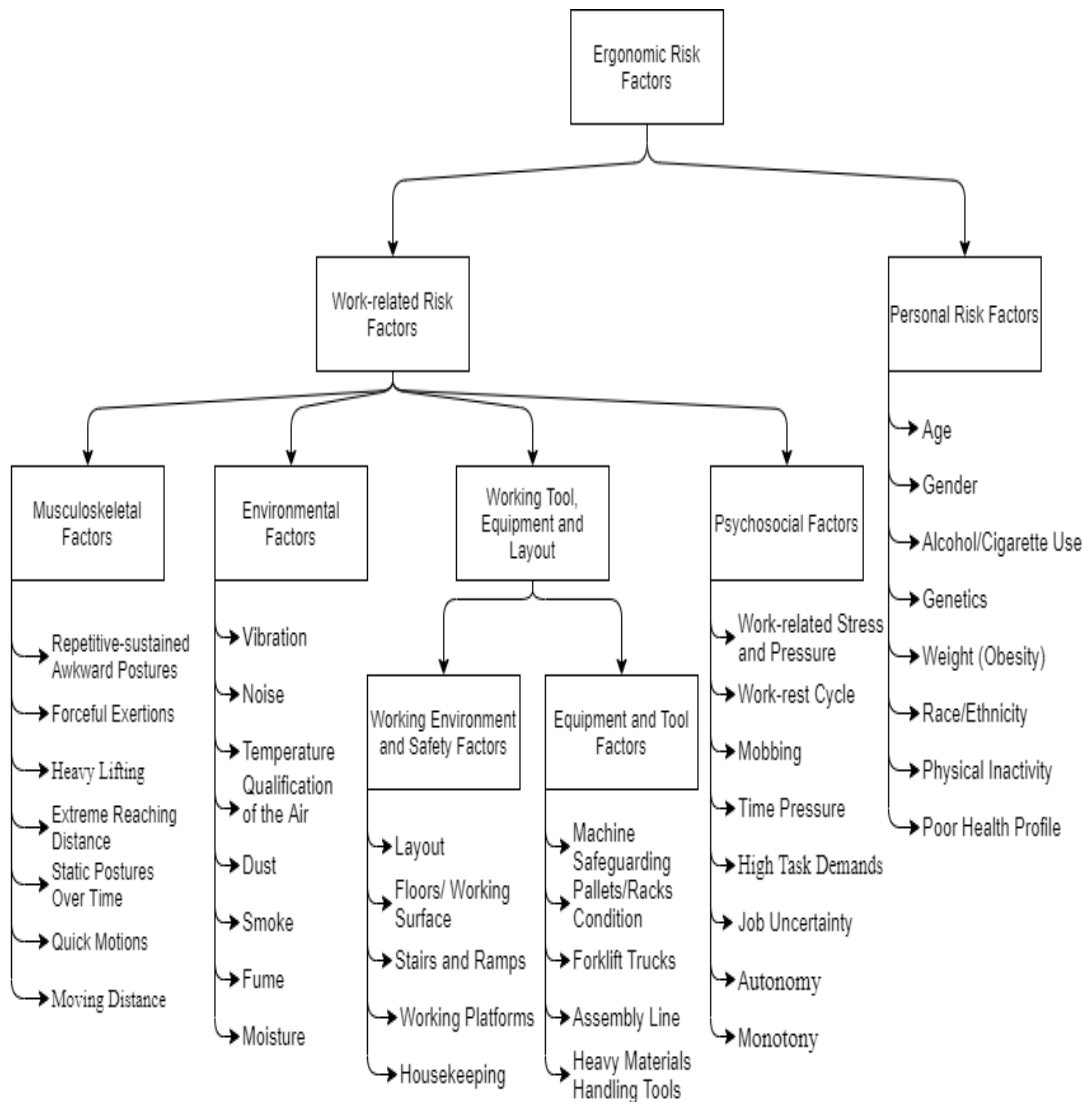 Ergonomic Risk
Factors
Work-related Risk
Factors
Personal Risk Factors
Age
Gender
Alcohol/Cigarette Use
Genetics
Weight (Obesity)
Race/Ethnicity
Physical Inactivity
Poor Health Profile
Musculoskeletal
Factors
Repetitive-sustained
Awkward Postures
Forceful Exertions
Heavy Lifting
Extreme Reaching
Distance
Static Postures
Over Time
Quick Motions
Moving Distance
Environmental
Factors
Vibration
Noise
Temperature
Qualification
of the Air
Dust
Smoke
Fume
Moisture
Working Tool,
Equipment and
Layout
Working Environment
and Safety Factors
Layout
Floors/ Working
Surface
Stairs and Ramps
Working Platforms
Housekeeping
Equipment and Tool
Factors
Machine
Safeguarding
Pallets/Racks
Condition
Forklift Trucks
Assembly Line
Heavy Materials
Handling Tools
Psychosocial Factors
Work-related Stress
and Pressure
Work-rest Cycle
Mobbing
Time Pressure
High Task Demands
Job Uncertainty
Autonomy
Monotony